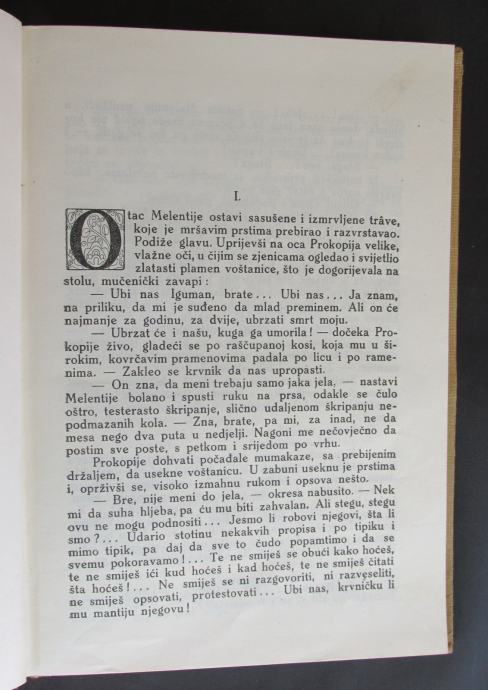 I.
Otac Melentije ostavi sasušene i izmrvljene trâve,
koje je mršavim prstima prebirao i razvrstavao.
Podiže glavu. Uprijevši na oca Prokopija velike,
vlažne oči, u čijim se zjenicama ogledao i svijetlio
zlatasti plamen voštanice, što je dogorijevala na
stolu, mučenički zavapi :
— Ubi nas Iguman, brate... Ubi nas... Ja znam,
na priliku, da mi je suđeno da mlad preminem. Ali on će
najmanje za godinu, za dvije, ubrzati smrt moju.
— Ubrzat će i našu, kuga ga umorila! — dočeka Pro-
kopije živo, gladeći se po raščupanoj kosi, koja mu u ši-
rokim, kovrčavim pramenovima padala po licu i po rame-
nima. — Zakleo se krvnik da nas upropasti.
— On zna, da meni trebaju samo jaka jela, — nastavi
Melentije bolano i spusti ruku na prsa, odakle se čulo
oštro, testerasto škripanje, slično udaljenom škripanju ne-
podmazanih kola. — Zna, brate, pa mi, za inad, ne da
mesa nego dva puta u nedjelji. Nagoni me nečovječno da
postim sve poste, s petkom i srijedom po vrhu.
Prokopije dohvati počađale mumakaze, sa prebijenim
držaljem, da usekne voštanicu. U zabuni useknu je prstima
i, oprživši se, visoko izmahnu rukom i opsova nešto.
— Bre, nije meni do jela, — okresa nabusito. — Nek
mi da suha hljeba, pa ću mu biti zahvalan. Ali stegu, stegu
ovu ne mogu podnositi... Jesmo li robovi njegovi, šta li
smo?... Udario stotinu nekakvih propisa i po tipiku i
mimo tipik, pa daj da sve to čudo popamtimo i da se
svemu pokoravamo!... Te ne smiješ se obući kako hoćeš,
te ne smiješ ići kud hoćeš i kad hoćeš, te ne smiješ čitati
šta hoćeš!... Ne smiješ se ni razgovoriti, ni razveseliti,
ne smiješ opsovati, protestovati... Ubi nas, krvničku li
mu mantiju njegovu!